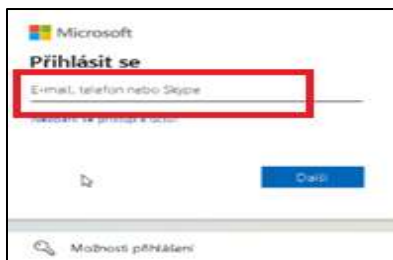 Microsoft
Přihlásit se
E-mail, telefon nebo Skype
Další
Možnosti přihlášení